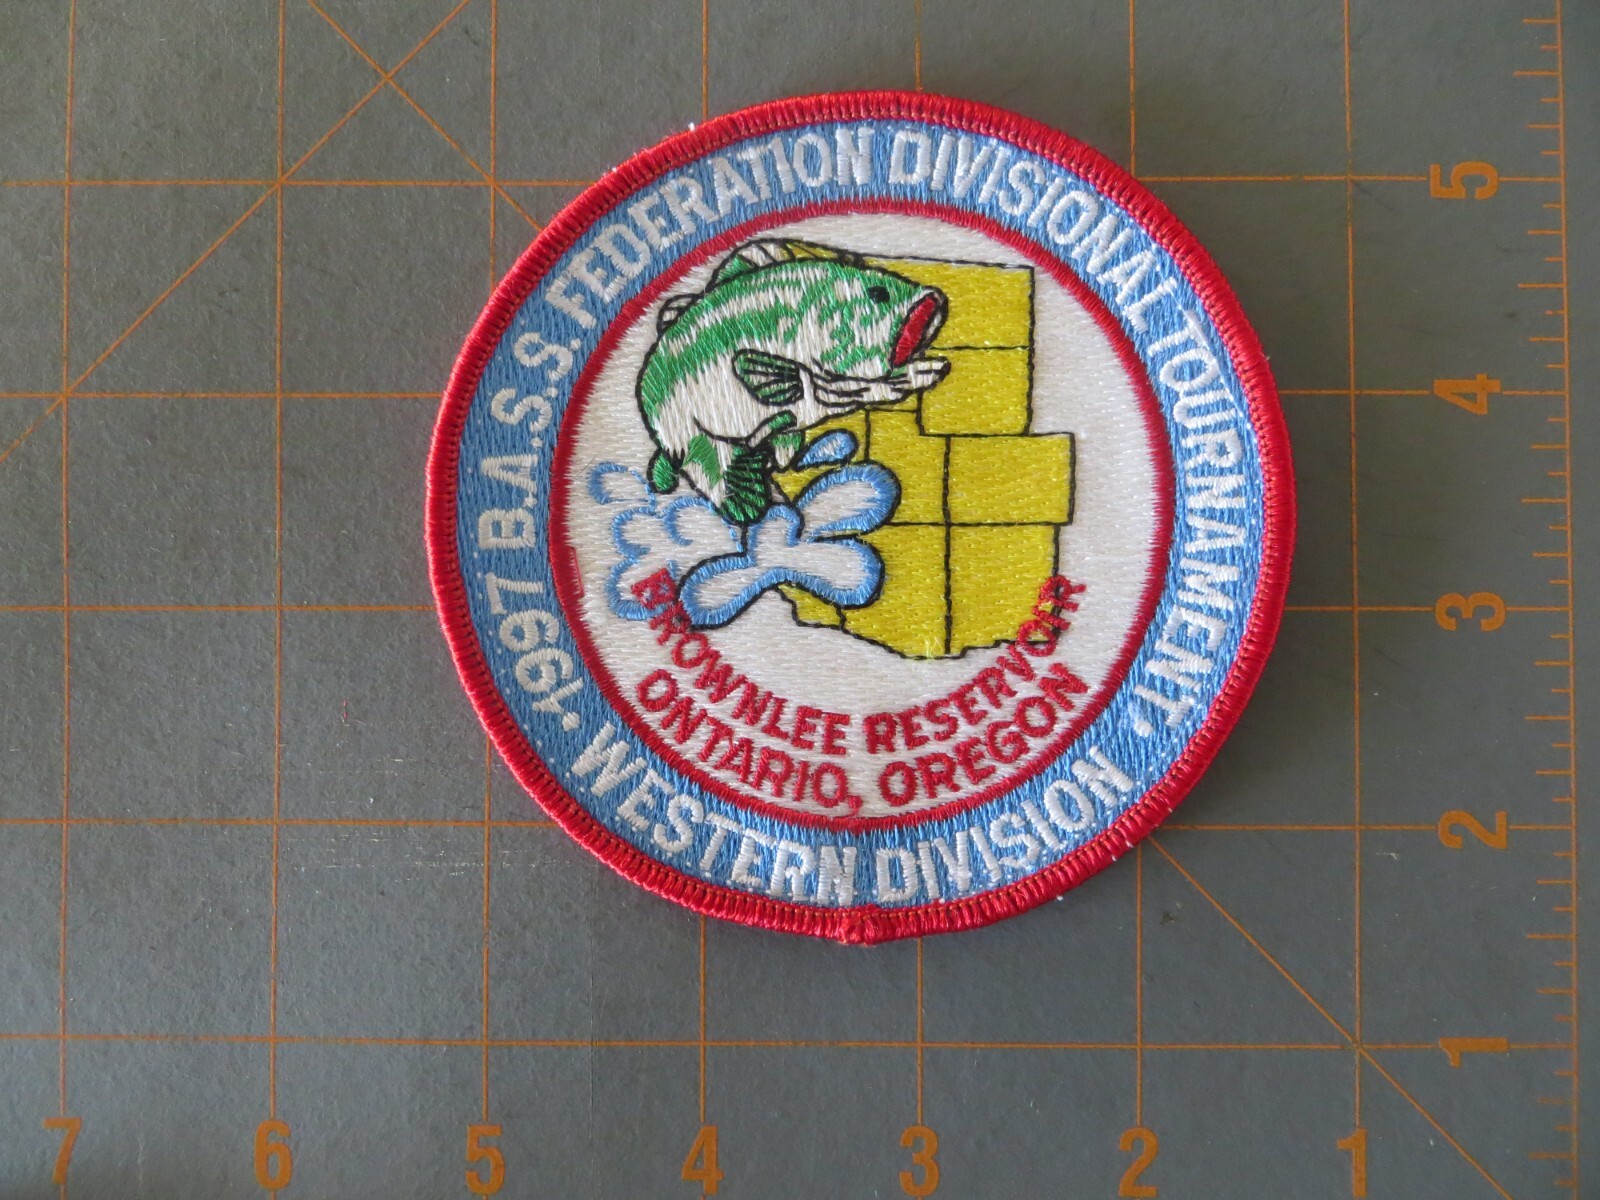 • 1997 B.A.S.S. FEDERATION DIVISIONAL TOURNAMENT •
BROWNLEE RESERVOIR
ONTARIO, OREGON
WESTERN DIVISION
5
4
3
2
1
7 6 5 4 3 2 1